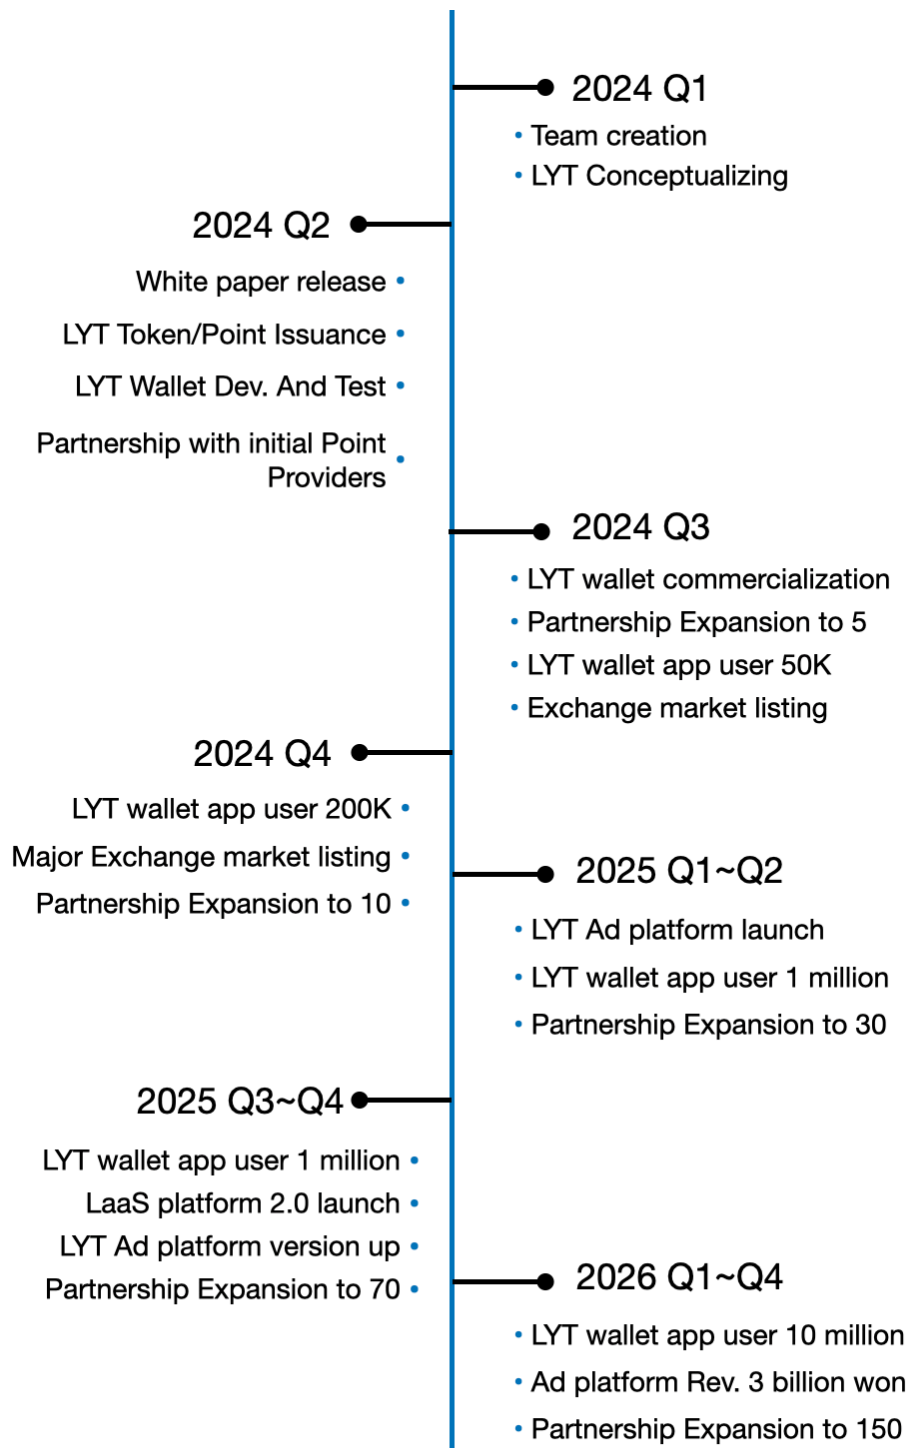 2024 Q1
Team creation
LYT Conceptualizing
2024 Q2
White paper release
LYT Token/Point Issuance
LYT Wallet Dev. And Test
Partnership with initial Point
Providers
2024 Q3
LYT wallet commercialization
Partnership Expansion to 5
LYT wallet app user 50K
Exchange market listing
2024 Q4
LYT wallet app user 200K
Major Exchange market listing
Partnership Expansion to 10
2025 Q1~Q2
LYT Ad platform launch
LYT wallet app user 1 million
Partnership Expansion to 30
2025 Q3~Q4
LYT wallet app user 1 million
LaaS platform 2.0 launch
LYT Ad platform version up
Partnership Expansion to 70
2026 Q1~Q4
LYT wallet app user 10 million
Ad platform Rev. 3 billion won
Partnership Expansion to 150